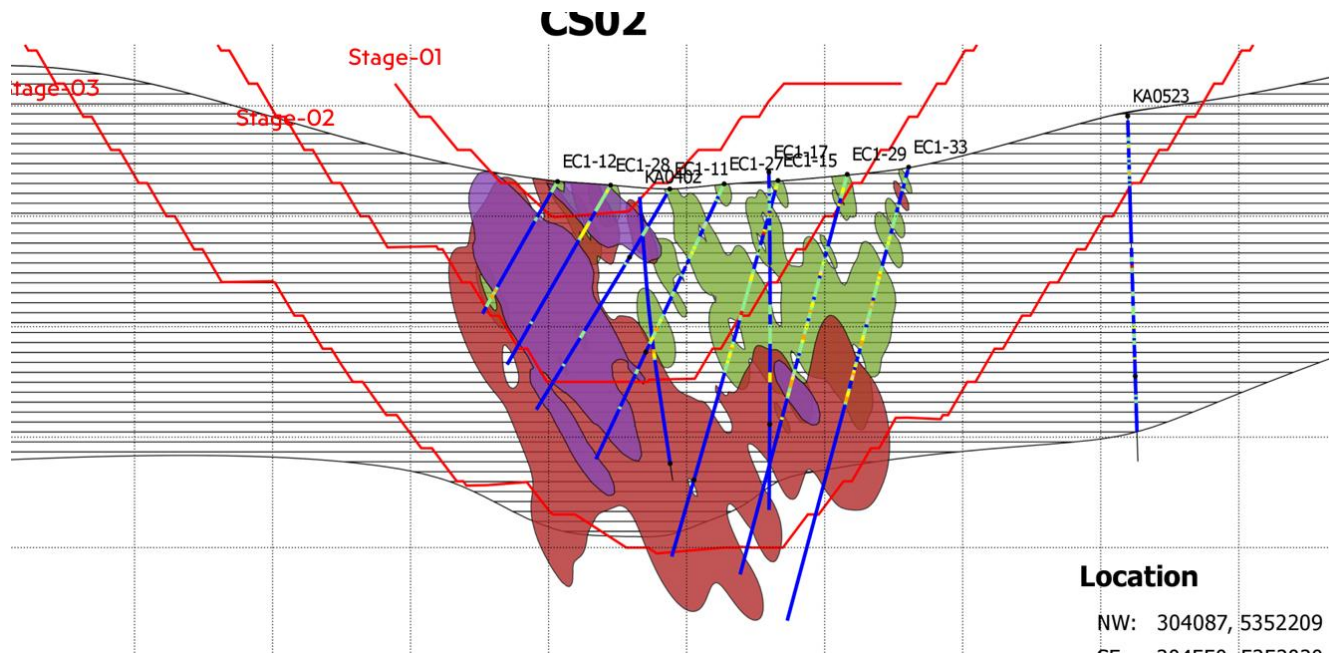 CS02
Stage-01
tage-03
Stage-02
KA0523
EC1-12
EC1-28
KA0402
EC1-11
EC1-27
EC1-17
EC1-15
EC1-29
EC1-33
Location
NW: 304087, 5352209